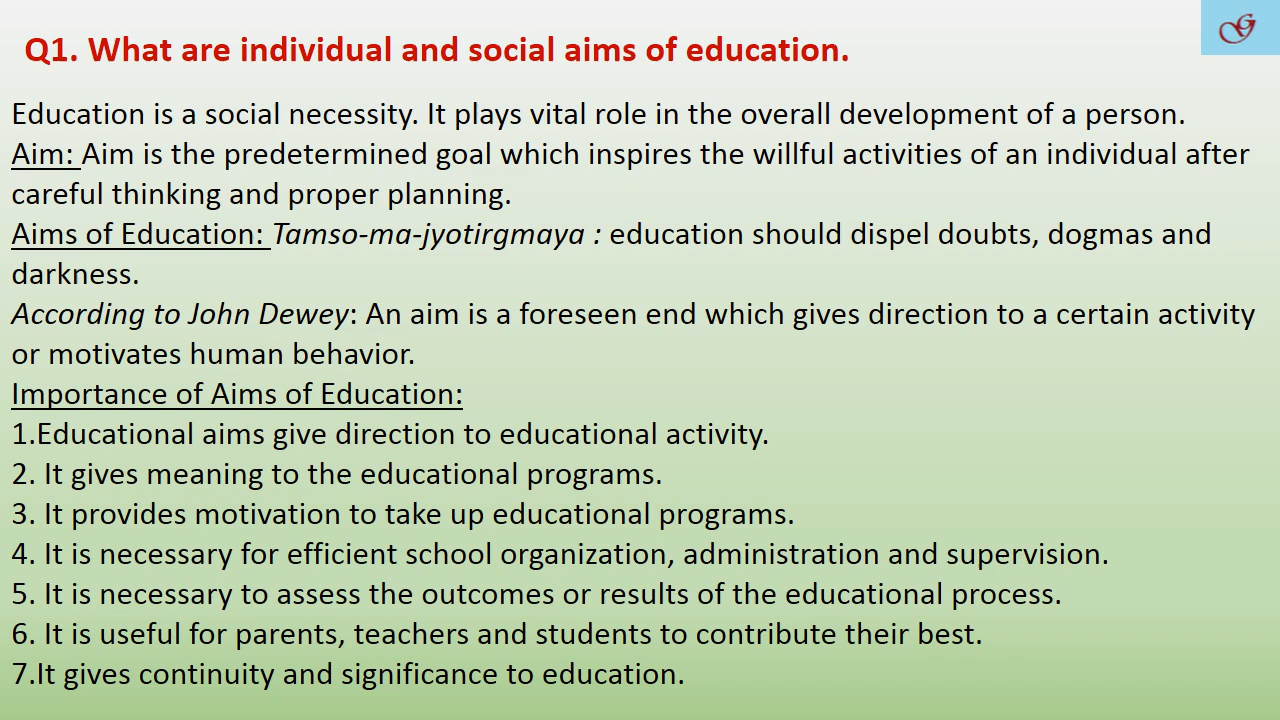 Q1. What are individual and social aims of education.
Education is a social necessity. It plays vital role in the overall development of a person.
Aim: Aim is the predetermined goal which inspires the willful activities of an individual after
careful thinking and proper planning.
Aims of Education: Tamso-ma-jyotirgmaya : education should dispel doubts, dogmas and
darkness.
According to John Dewey: An aim is a foreseen end which gives direction to a certain activity
or motivates human behavior.
Importance of Aims of Education:
1.Educational aims give direction to educational activity.
2. It gives meaning to the educational programs.
3. It provides motivation to take up educational programs.
4. It is necessary for efficient school organization, administration and supervision.
5. It is necessary to assess the outcomes or results of the educational process.
6. It is useful for parents, teachers and students to contribute their best.
7.It gives continuity and significance to education.